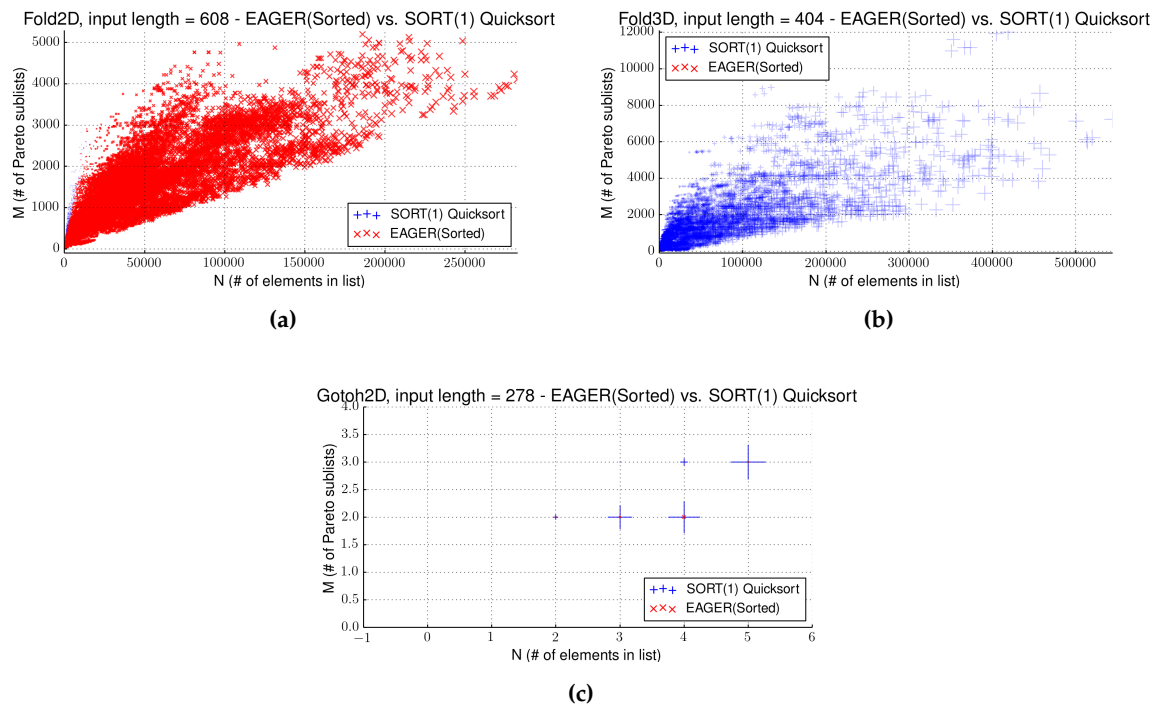 Fold2D, input length = 608 - EAGER(Sorted) vs. SORT(1) Quicksort
5000
4000
3000
2000
1000
0
M (# of Pareto sublists)
SORT(1) Quicksort
EAGER(Sorted)
0 50000 100000 150000 200000 250000
N (# of elements in list)
(a)
Fold3D, input length = 404 - EAGER(Sorted) vs. SORT(1) Quicksort
12000
10000
8000
6000
4000
2000
0
M (# of Pareto sublists)
SORT(1) Quicksort
EAGER(Sorted)
0 100000 200000 300000 400000 500000
N (# of elements in list)
(b)
Gotoh2D, input length = 278 - EAGER(Sorted) vs. SORT(1) Quicksort
4.0
3.5
3.0
2.5
2.0
1.5
1.0
0.5
0.0
M (# of Pareto sublists)
SORT(1) Quicksort
EAGER(Sorted)
−1 0 1 2 3 4 5 6
N (# of elements in list)
(c)